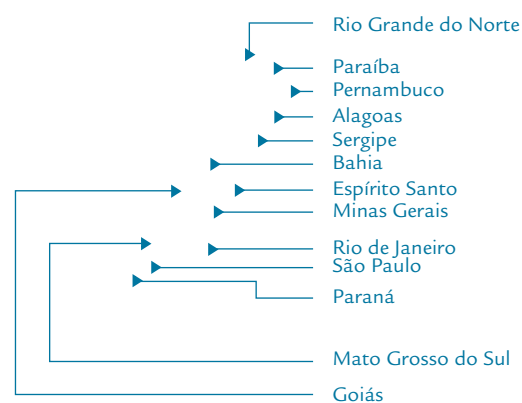 Rio Grande do Norte
Paraíba
Pernambuco
Alagoas
Sergipe
Bahia
Espírito Santo
Minas Gerais
Rio de Janeiro
São Paulo
Paraná
Mato Grosso do Sul
Goiás